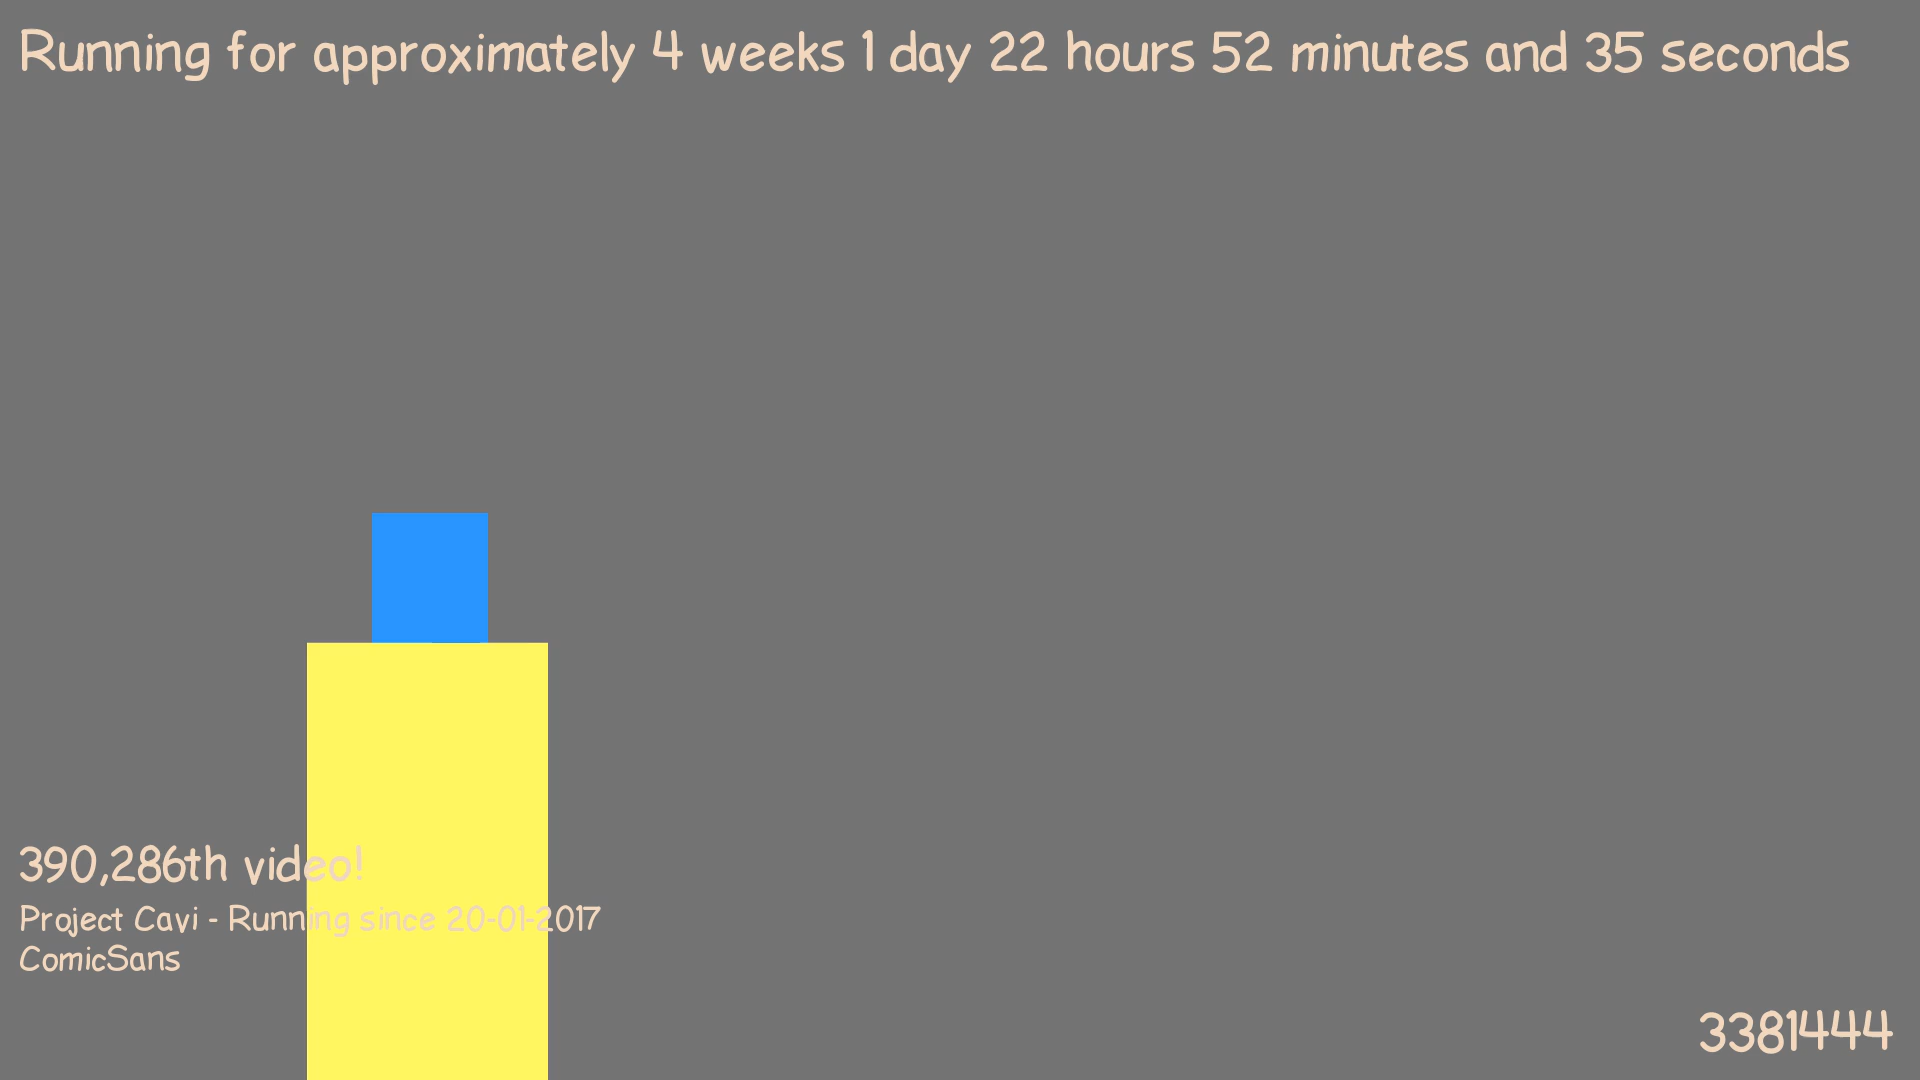 Running for approximately 4 weeks 1 day 22 hours 52 minutes and 35 seconds
390,286th video!
Project Cavi - Running since 20-01-2017
ComicSans
3381444